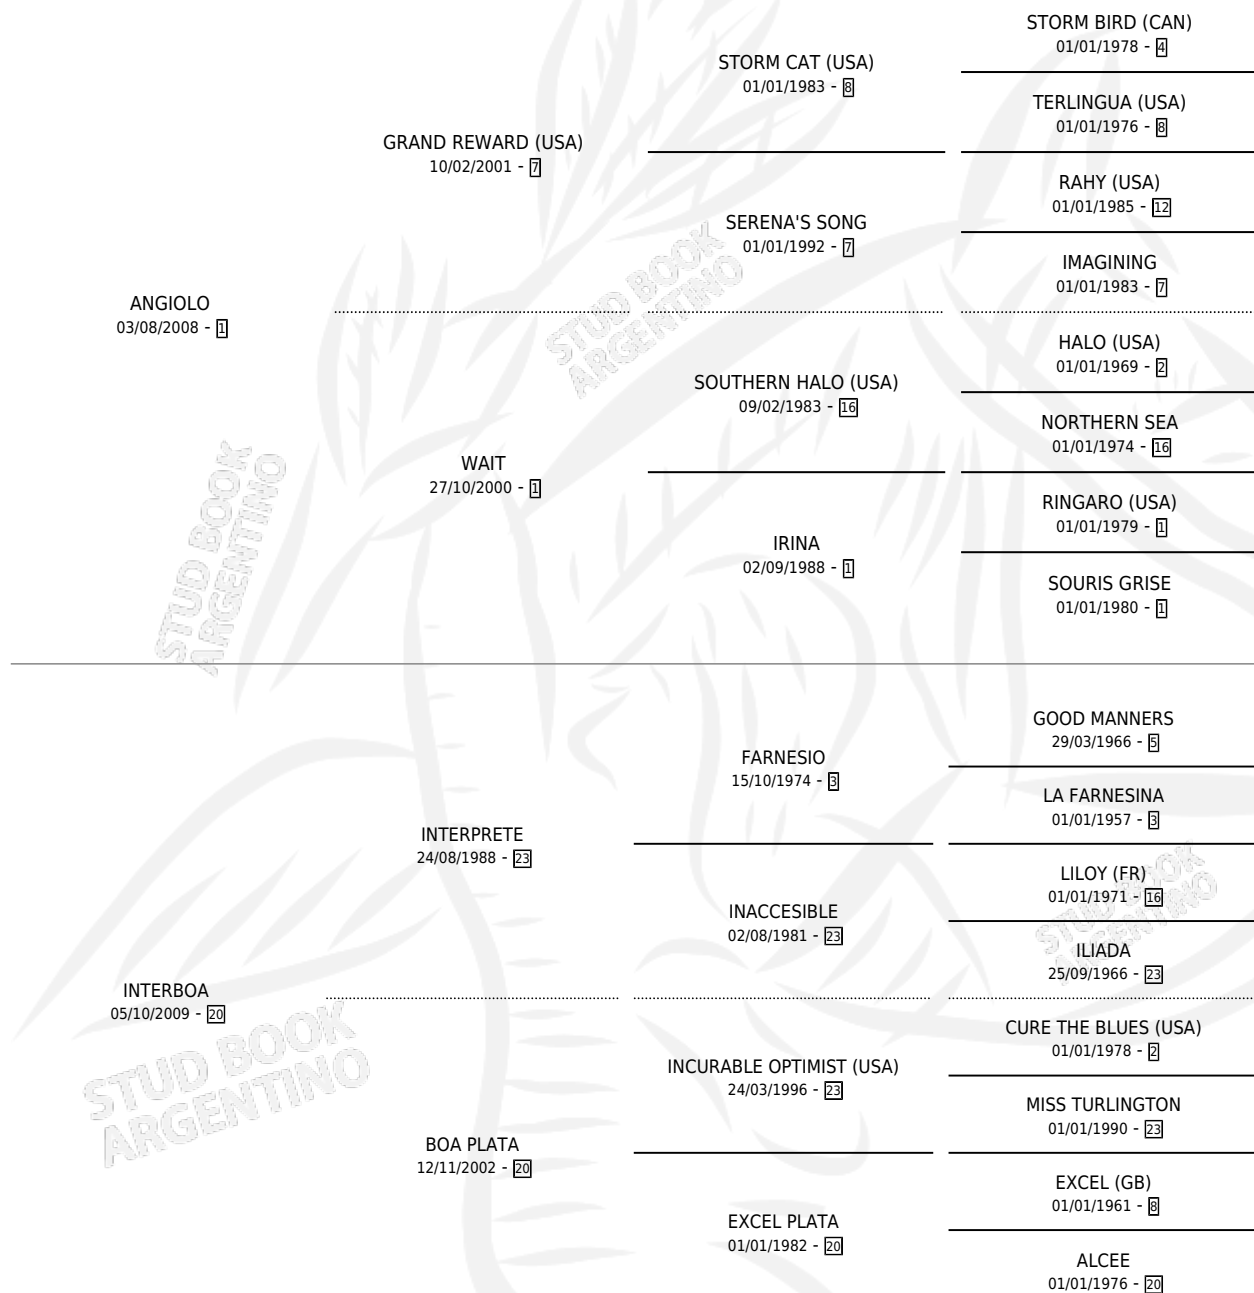 STORM BIRD (CAN)
01/01/1978 - 4
STORM CAT (USA)
01/01/1983 - 8
TERLINGUA (USA)
01/01/1976 - 8
GRAND REWARD (USA)
10/02/2001 - 7
RAHY (USA)
01/01/1985 - 12
SERENA'S SONG
01/01/1992 - 7
IMAGINING
01/01/1983 - 7
ANGIOLO
03/08/2008 - 1
HALO (USA)
01/01/1969 - 2
SOUTHERN HALO (USA)
09/02/1983 - 16
NORTHERN SEA
01/01/1974 - 16
WAIT
27/10/2000 - 1
RINGARO (USA)
01/01/1979 - 1
IRINA
02/09/1988 - 1
SOURIS GRISE
01/01/1980 - 1
STUD BOOK
ARGENTINO
STUD BOOK
ARGENTINO
GOOD MANNERS
29/03/1966 - 5
FARNESIO
15/10/1974 - 3
LA FARNESINA
01/01/1957 - 3
INTERPRETE
24/08/1988 - 23
LILOY (FR)
01/01/1971 - 16
INACCESIBLE
02/08/1981 - 23
ILIADA
25/09/1966 - 23
INTERBOA
05/10/2009 - 20
CURE THE BLUES (USA)
01/01/1978 - 2
INCURABLE OPTIMIST (USA)
24/03/1996 - 23
MISS TURLINGTON
01/01/1990 - 23
BOA PLATA
12/11/2002 - 20
EXCEL (GB)
01/01/1961 - 8
EXCEL PLATA
01/01/1982 - 20
ALCEE
01/01/1976 - 20
STUD BOOK
ARGENTINO
STUD BOOK
ARGENTINO